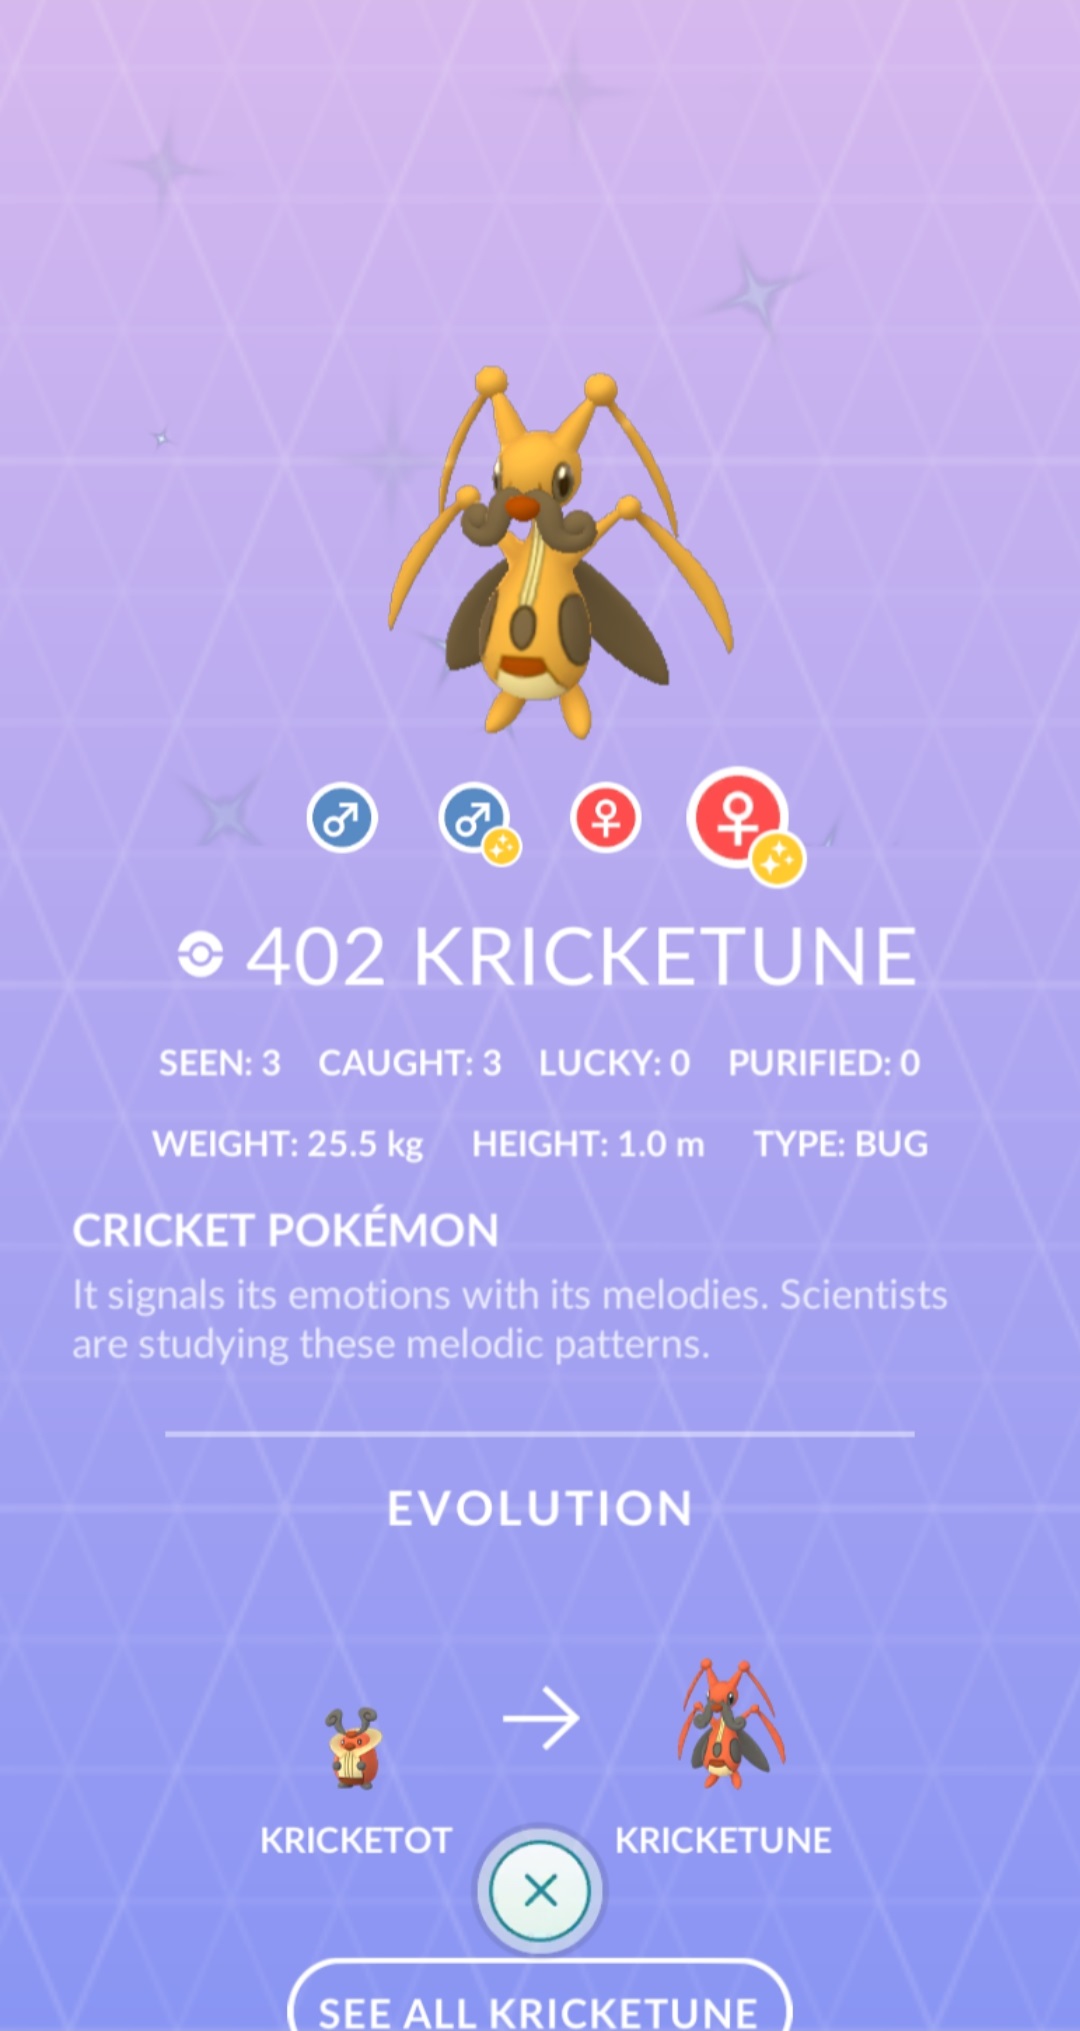 402 KRICKETUNE
SEEN: 3 CAUGHT: 3 LUCKY: 0 PURIFIED: 0
WEIGHT: 25.5 kg HEIGHT: 1.0 m TYPE: BUG
CRICKET POKÉMON
It signals its emotions with its melodies. Scientists
are studying these melodic patterns.
EVOLUTION
KRICKETOT KRICKETUNE
SEE ALL KRICKETUNE